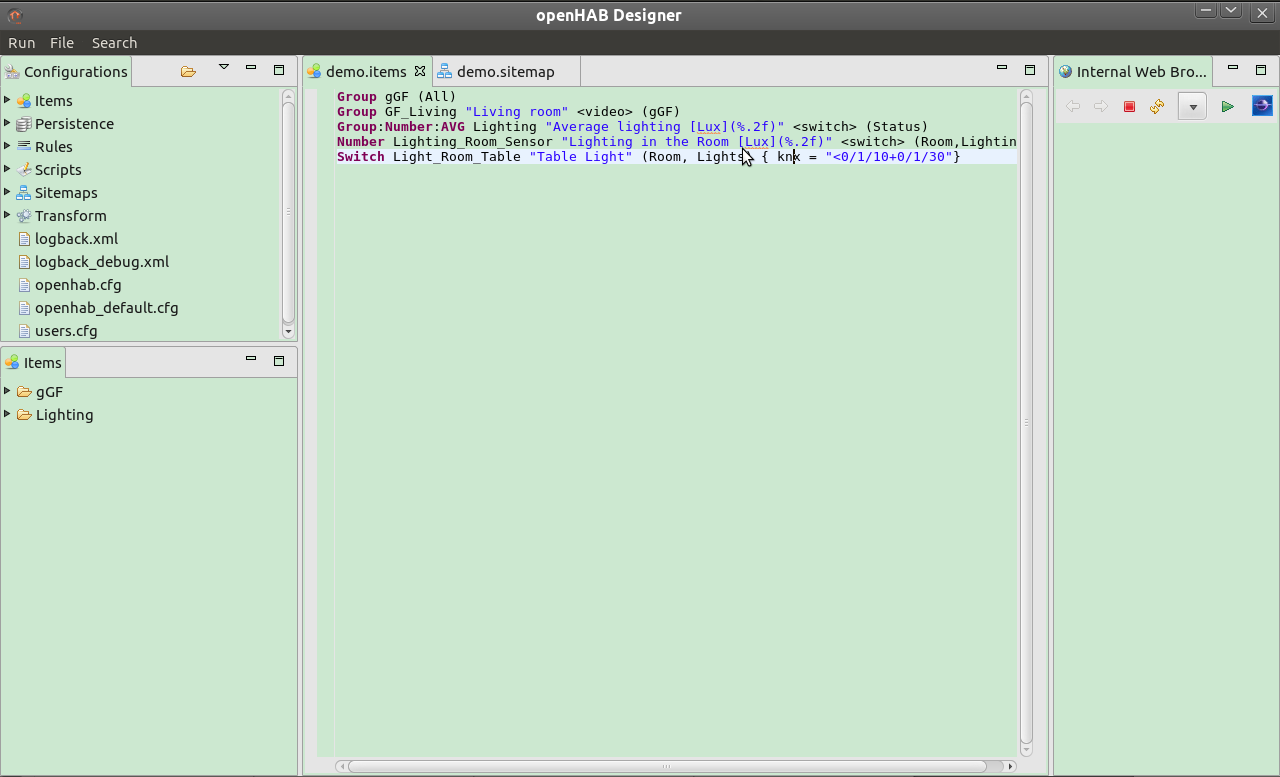 openHAB Designer
Run File Search
Configurations
Items
Persistence
Rules
Scripts
Sitemaps
Transform
logback.xml
logback_debug.xml
openhab.cfg
openhab_default.cfg
users.cfg
Items
gGF
Lighting
demo.items demo.sitemap
Group gGF (All)
Group GF_Living "Living room" <video> (gGF)
Group:Number:AVG Lighting "Average lighting [Lux](%.2f)" <switch> (Status)
Number Lighting_Room_Sensor "Lighting in the Room [Lux](%.2f)" <switch> (Room,Lightin
Switch Light_Room_Table "Table Light" (Room, Lights) { knx = "<0/1/10+0/1/30"}
Internal Web Bro...